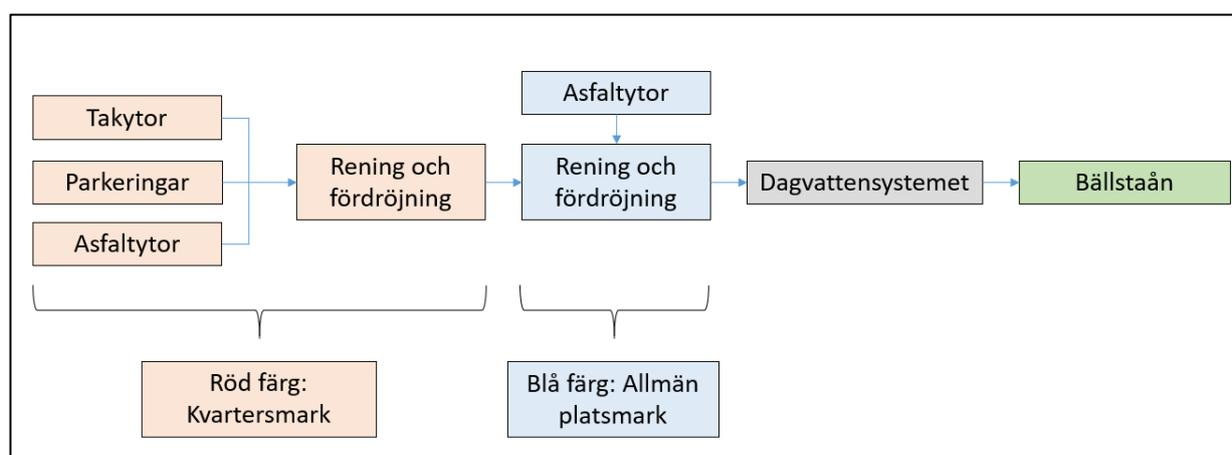 Takytor
Parkeringar
Asfaltytor
Rening och
fördröjning
Asfaltytor
Rening och
fördröjning
Dagvattensystemet
Bällstaån
Röd färg:
Kvartersmark
Blå färg: Allmän
platsmark